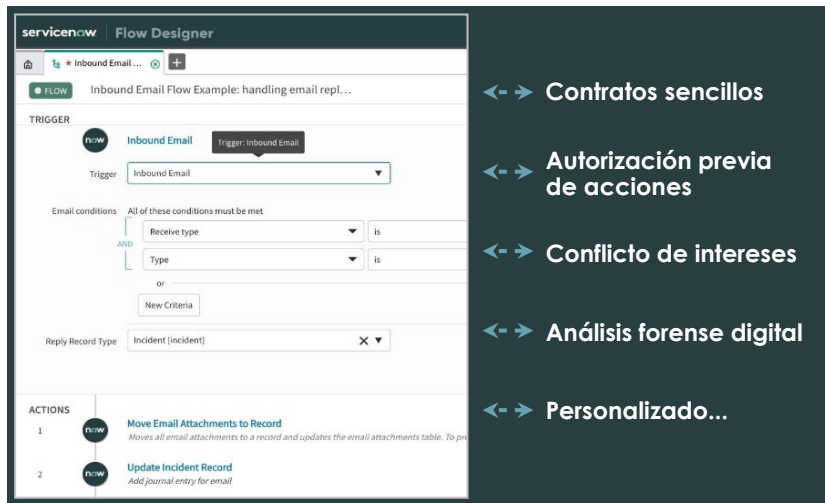 servicenow Flow Designer
* Inbound Email ...
FLOW Inbound Email Flow Example: handling email repl...
TRIGGER
now Inbound Email
Trigger: Inbound Email
Trigger Inbound Email
Email conditions All of these conditions must be met
Receive type is
AND
Type is
or
New Criteria
Reply Record Type Incident [incident]
ACTIONS
1 now Move Email Attachments to Record
Moves all email attachments to a record and updates the email attachments table. To
2 now Update Incident Record
Add journal entry for email
Contratos sencillos
Autorización previa
de acciones
Conflicto de intereses
Análisis forense digital
Personalizado...